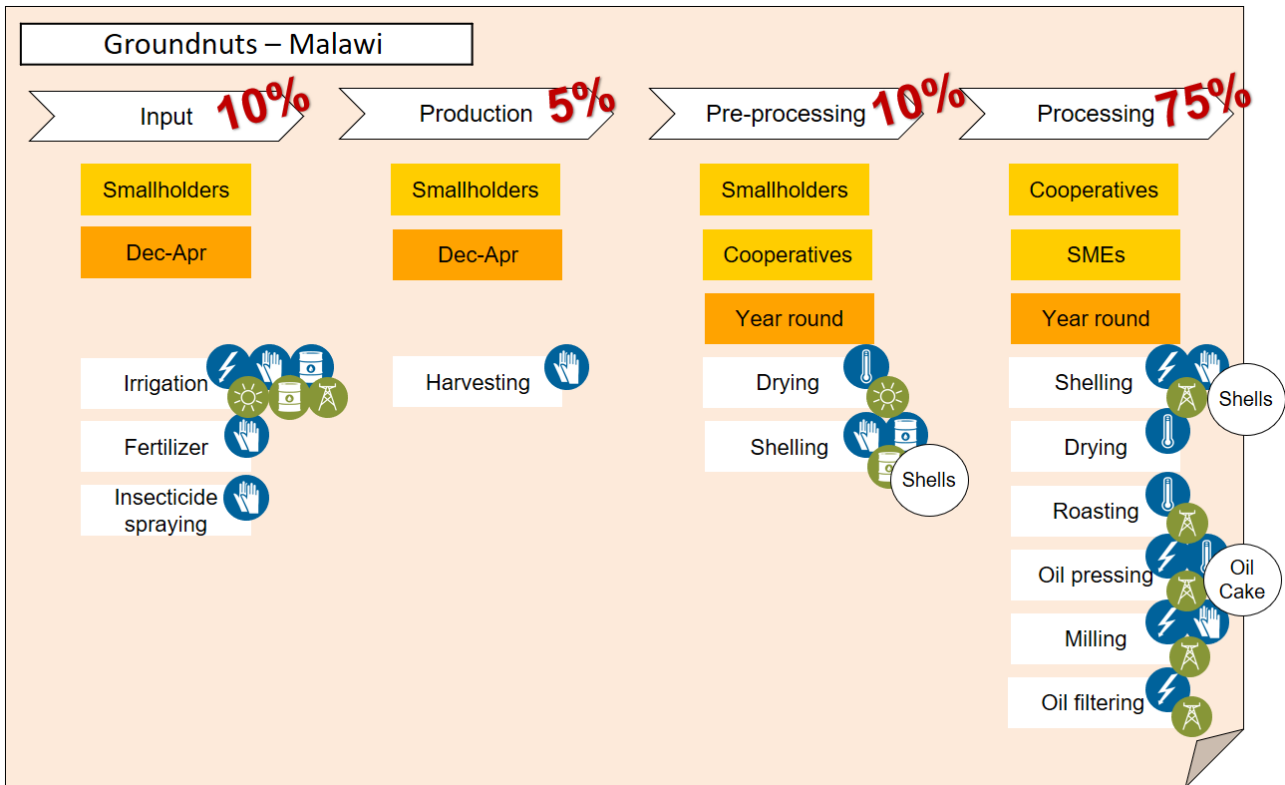 Groundnuts – Malawi
Input
10%
Production
5%
Pre-processing
10%
Processing
75%
Smallholders
Dec-Apr
Irrigation
Fertilizer
Insecticide
spraying
Smallholders
Dec-Apr
Harvesting
Smallholders
Cooperatives
Year round
Drying
Shelling
Shells
Cooperatives
SMEs
Year round
Shelling
Shells
Drying
Roasting
Oil pressing
Oil
Cake
Milling
Oil filtering